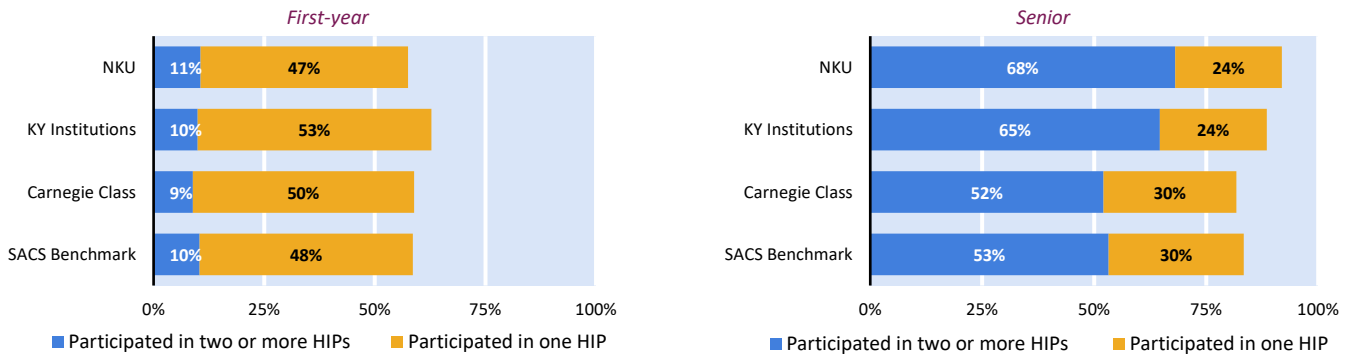 First-year
NKU 11% 47%
KY Institutions 10% 53%
Carnegie Class 9% 50%
SACS Benchmark 10% 48%
0% 25% 50% 75% 100%
Participated in two or more HIPs Participated in one HIP
Senior
NKU 68% 24%
KY Institutions 65% 24%
Carnegie Class 52% 30%
SACS Benchmark 53% 30%
0% 25% 50% 75% 100%
Participated in two or more HIPs Participated in one HIP